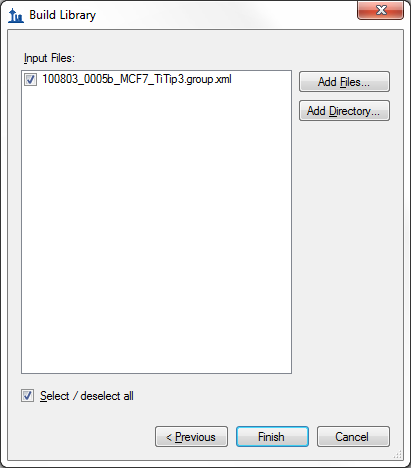 Build Library
Input Files:
100803_0005b_MCF7_TiTip3.group.xml
Add Files...
Add Directory...
Select / deselect all
< Previous
Finish
Cancel